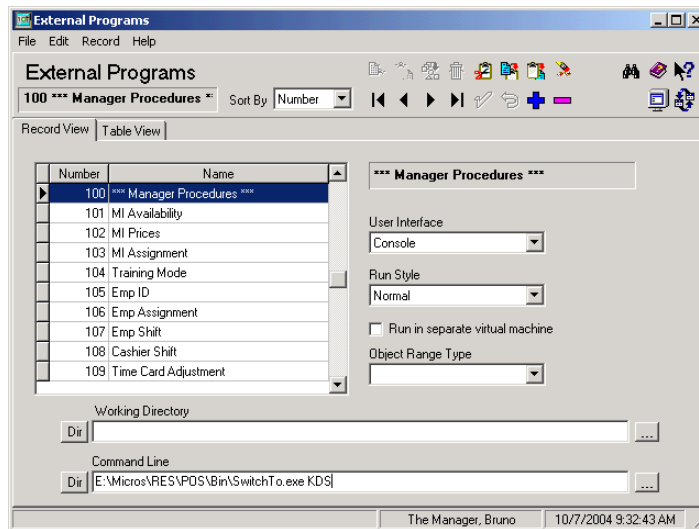 External Programs
File Edit Record Help
External Programs
100 *** Manager Procedures *
Sort By Number
Record View Table View
Number Name
100 *** Manager Procedures ***
101 MI Availability
102 MI Prices
103 MI Assignment
104 Training Mode
105 Emp ID
106 Emp Assignment
107 Emp Shift
108 Cashier Shift
109 Time Card Adjustment
*** Manager Procedures ***
User Interface
Console
Run Style
Normal
Run in separate virtual machine
Object Range Type
Working Directory
Dir ...
Command Line
Dir E:\Micros\RES\POS\Bin\SwitchTo.exe KDS ...
The Manager, Bruno 10/7/2004 9:32:43 AM